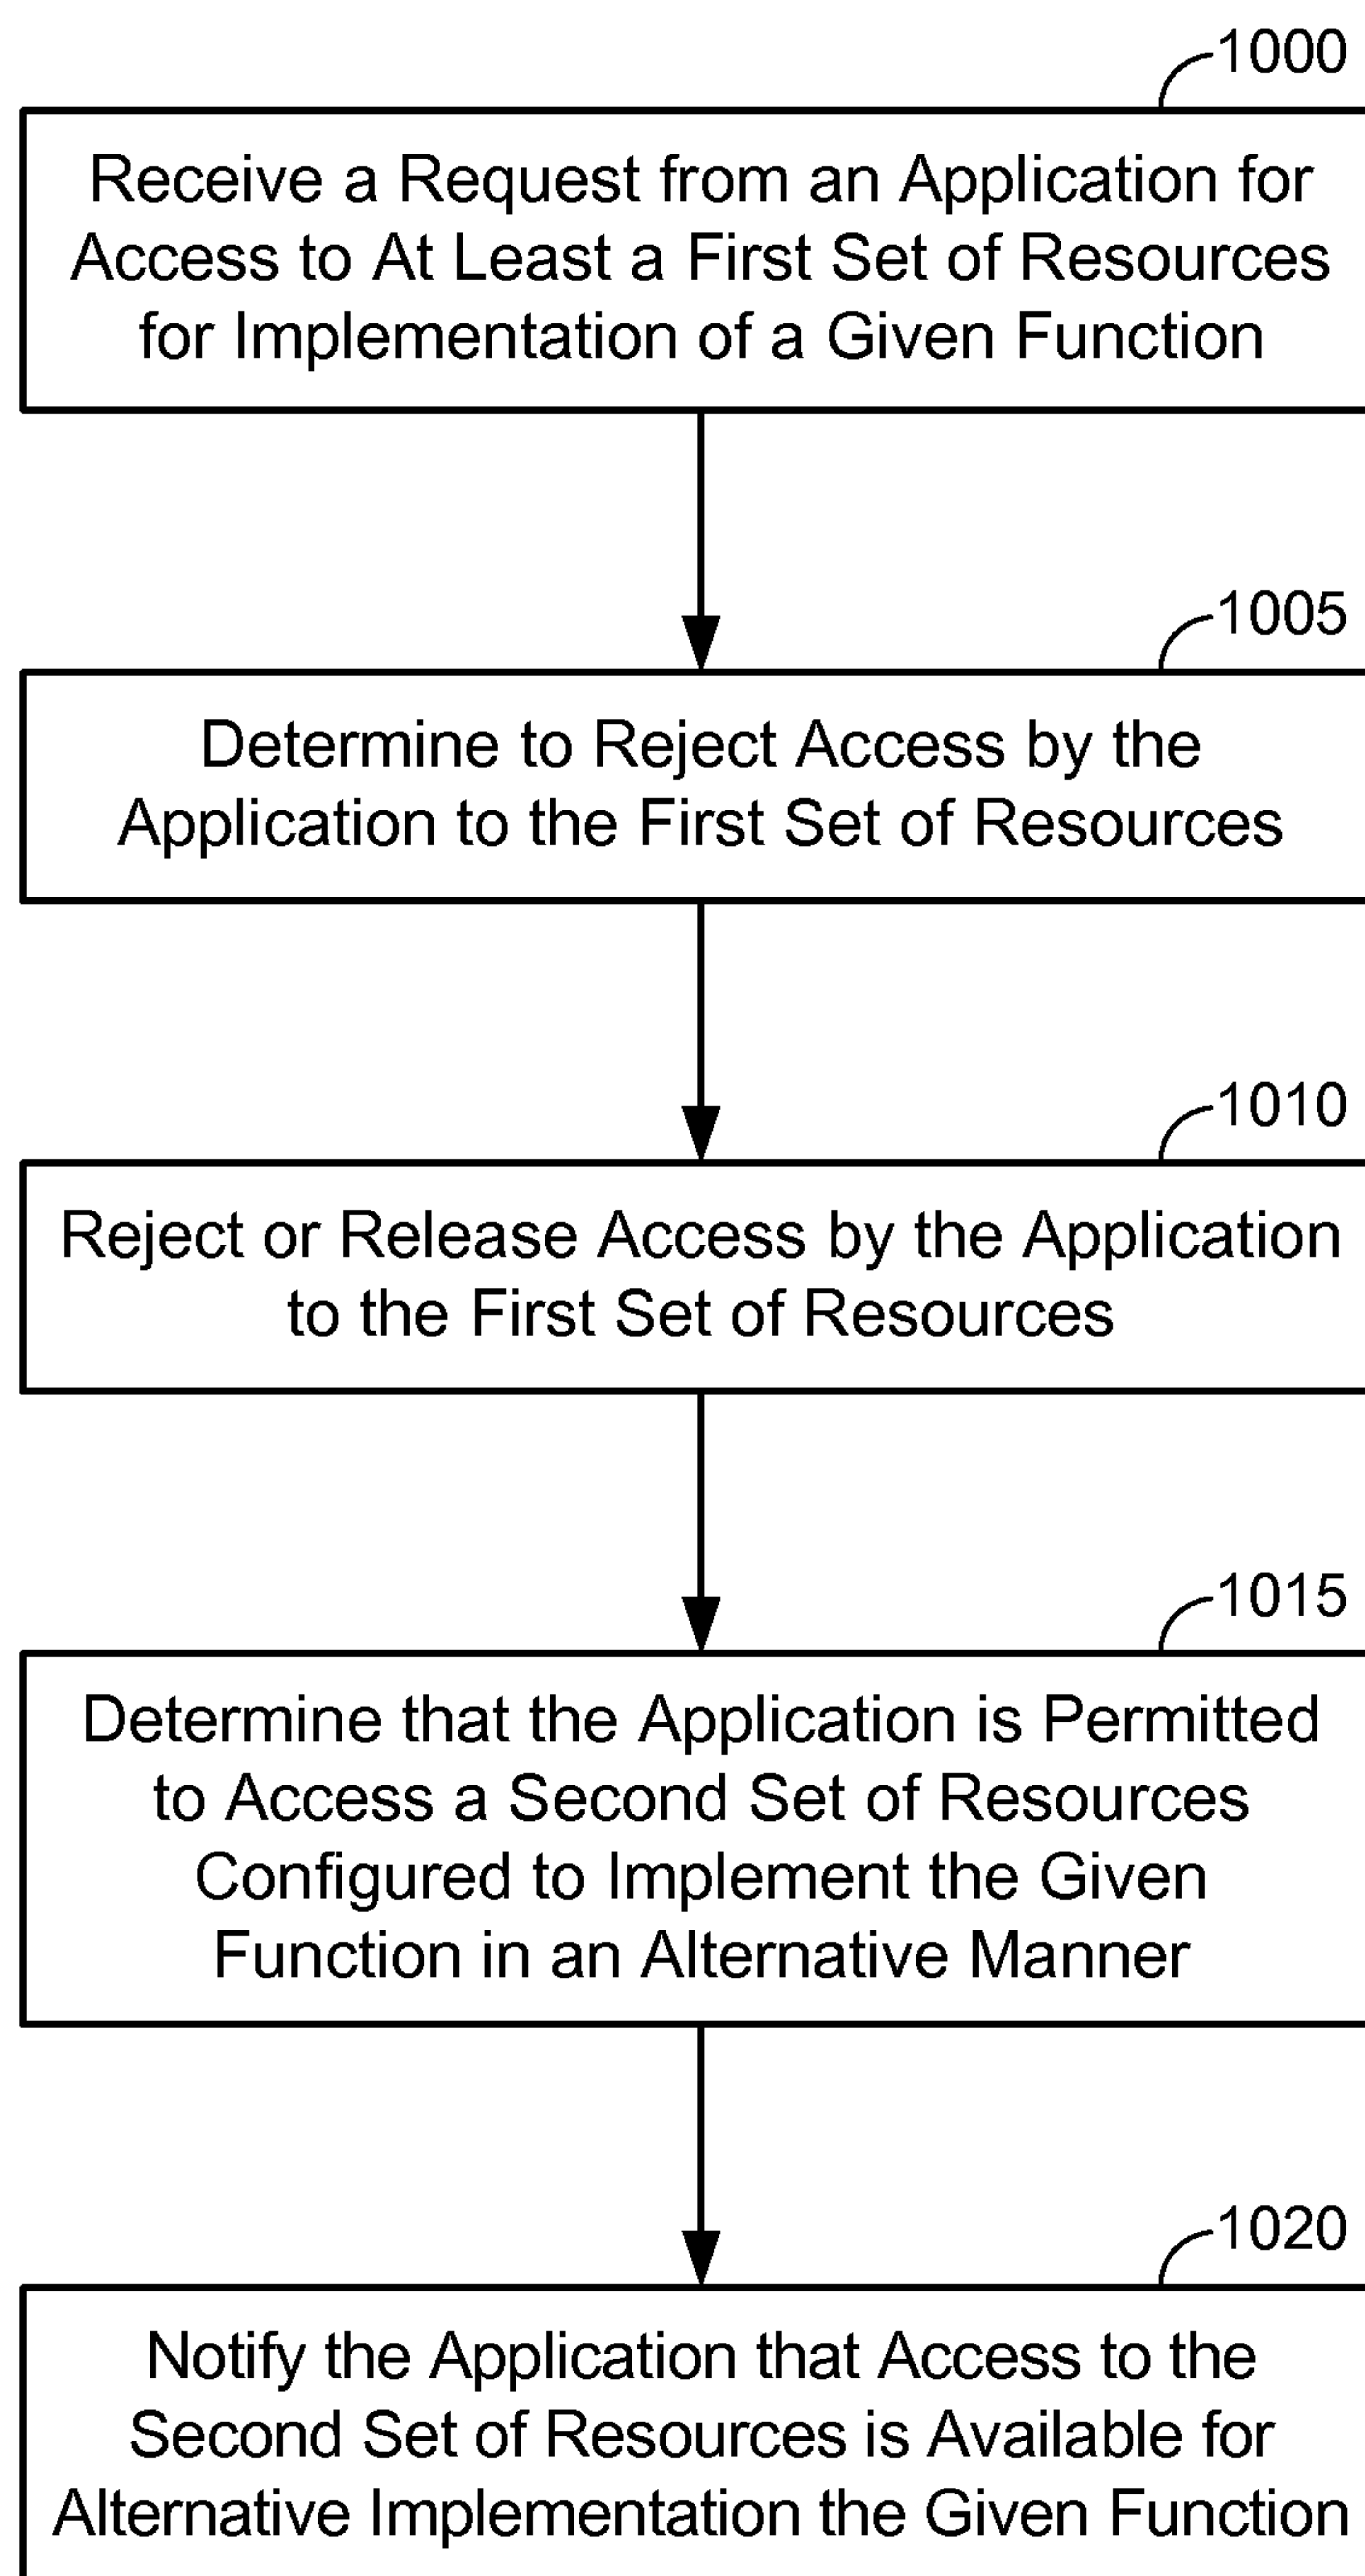 1000
Receive a Request from an Application for
Access to At Least a First Set of Resources
for Implementation of a Given Function
1005
Determine to Reject Access by the
Application to the First Set of Resources
1010
Reject or Release Access by the Application
to the First Set of Resources
1015
Determine that the Application is Permitted
to Access a Second Set of Resources
Configured to Implement the Given
Function in an Alternative Manner
1020
Notify the Application that Access to the
Second Set of Resources is Available for
Alternative Implementation the Given Function